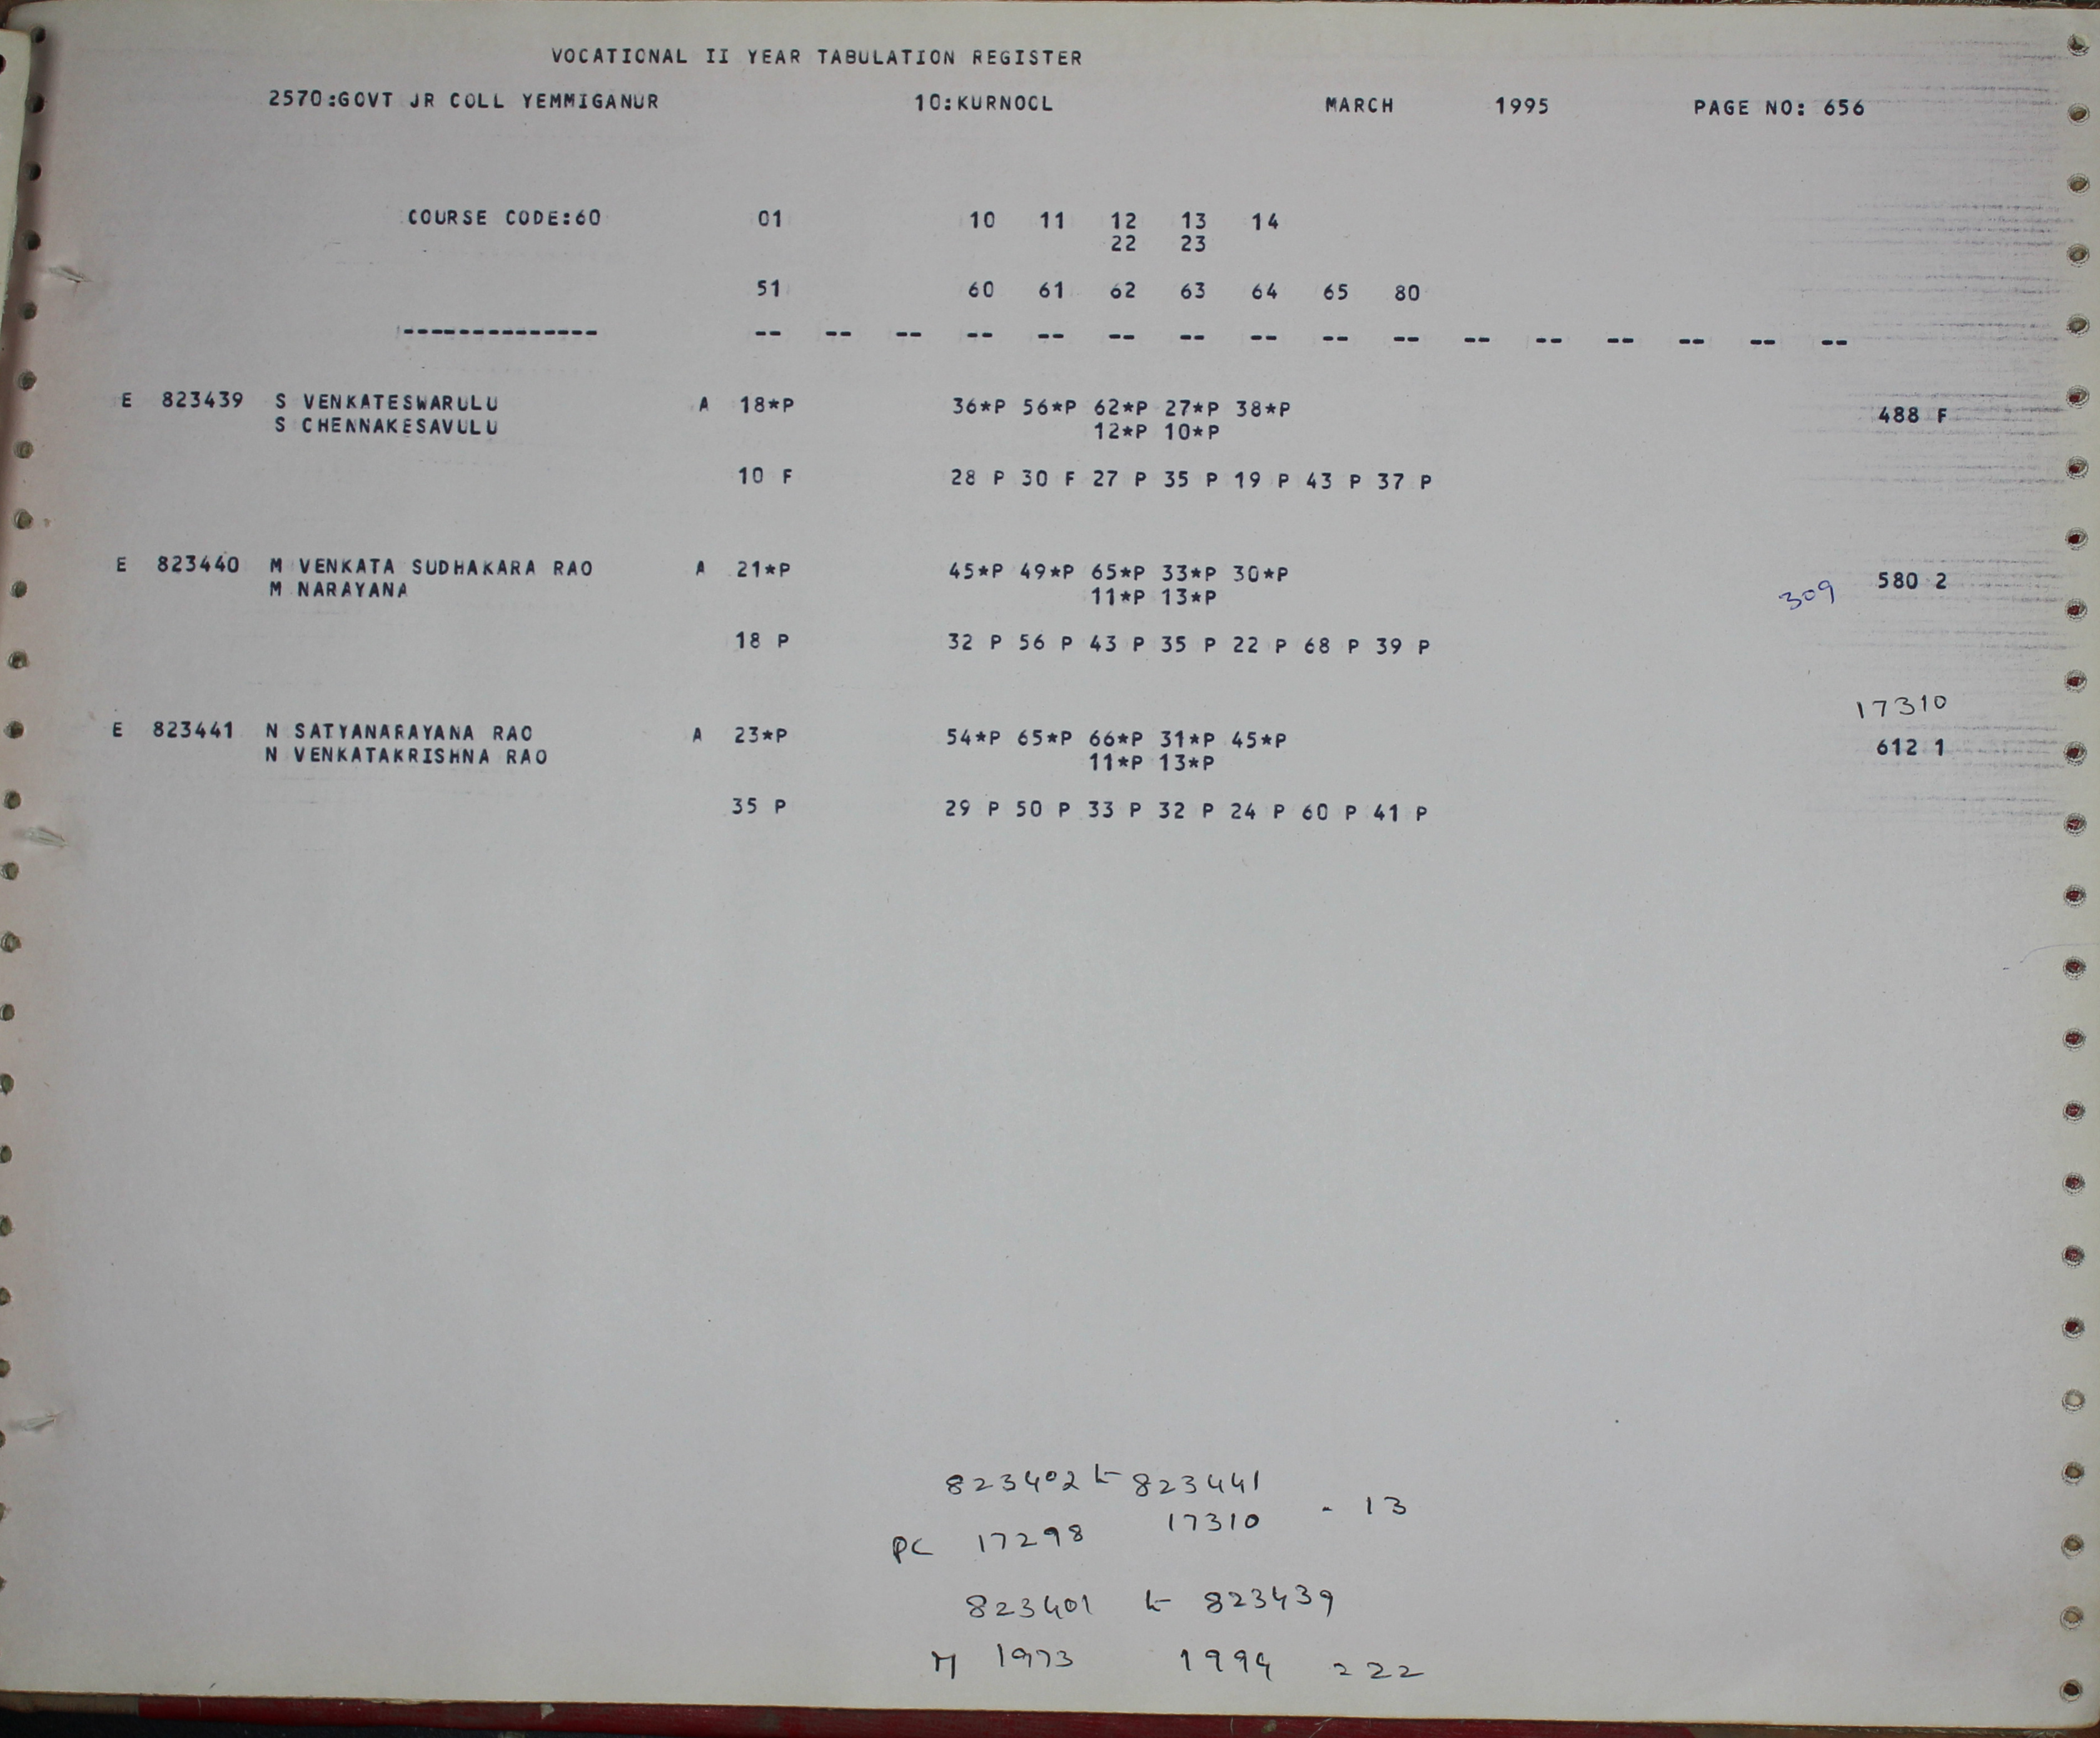 VOCATIONAL II YEAR TABULATION REGISTER
2570:GOVT JR COLL YEMMIGANUR 10:KURNOOL MARCH 1995 PAGE NO: 656
COURSE CODE:60 01 10 11 12 13 14
22 23
51 60 61 62 63 64 65 80
-------------- -- -- -- -- -- -- -- -- -- -- -- -- -- -- -- --
E 823439 S VENKATESWARULU A 18*P 36*P 56*P 62*P 27*P 38*P 488 F
S CHENNAKESAVULU 12*P 10*P
10 F 28 P 30 F 27 P 35 P 19 P 43 P 37 P
E 823440 M VENKATA SUDHAKARA RAO A 21*P 45*P 49*P 65*P 33*P 30*P 580 2
M NARAYANA 11*P 13*P 309
18 P 32 P 56 P 43 P 35 P 22 P 68 P 39 P
17310
E 823441 N SATYANARAYANA RAO A 23*P 54*P 65*P 66*P 31*P 45*P 612 1
N VENKATAKRISHNA RAO 11*P 13*P
35 P 29 P 50 P 33 P 32 P 24 P 60 P 41 P
823402 823441
PC 17298 17310 - 13
823401 823439
M 1973 1994 222